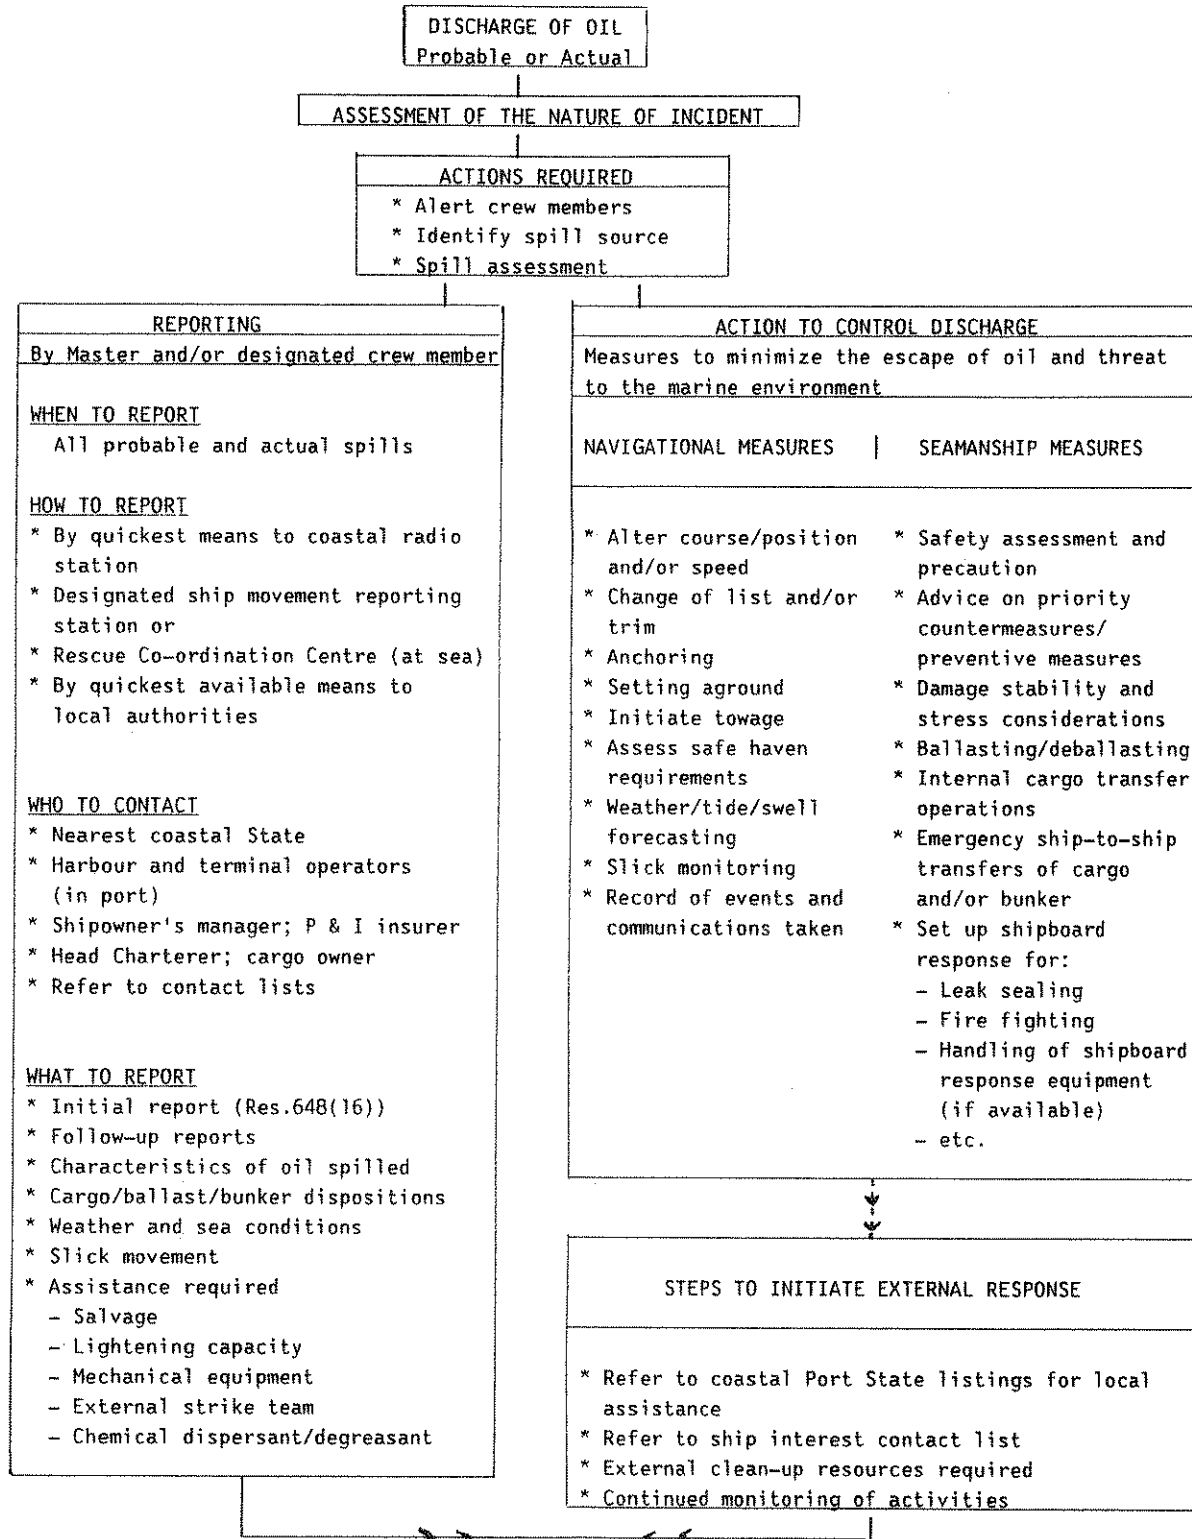 DISCHARGE OF OIL
Probable or Actual
ASSESSMENT OF THE NATURE OF INCIDENT
ACTIONS REQUIRED
* Alert crew members
* Identify spill source
* Spill assessment
REPORTING
By Master and/or designated crew member
WHEN TO REPORT
All probable and actual spills
HOW TO REPORT
* By quickest means to coastal radio
station
* Designated ship movement reporting
station or
* Rescue Co-ordination Centre (at sea)
* By quickest available means to
local authorities
WHO TO CONTACT
* Nearest coastal State
* Harbour and terminal operators
(in port)
* Shipowner's manager; P & I insurer
* Head Charterer; cargo owner
* Refer to contact lists
WHAT TO REPORT
* Initial report (Res.648(16))
* Follow-up reports
* Characteristics of oil spilled
* Cargo/ballast/bunker dispositions
* Weather and sea conditions
* Slick movement
* Assistance required
- Salvage
- Lightening capacity
- Mechanical equipment
- External strike team
- Chemical dispersant/degreasant
ACTION TO CONTROL DISCHARGE
Measures to minimize the escape of oil and threat
to the marine environment
NAVIGATIONAL MEASURES | SEAMANSHIP MEASURES
* Alter course/position
and/or speed
* Change of list and/or
trim
* Anchoring
* Setting aground
* Initiate towage
* Assess safe haven
requirements
* Weather/tide/swell
forecasting
* Slick monitoring
* Record of events and
communications taken
* Safety assessment and
precaution
* Advice on priority
countermeasures/
preventive measures
* Damage stability and
stress considerations
* Ballasting/deballasting
* Internal cargo transfer
operations
* Emergency ship-to-ship
transfers of cargo
and/or bunker
* Set up shipboard
response for:
- Leak sealing
- Fire fighting
- Handling of shipboard
response equipment
(if available)
- etc.
STEPS TO INITIATE EXTERNAL RESPONSE
* Refer to coastal Port State listings for local
assistance
* Refer to ship interest contact list
* External clean-up resources required
* Continued monitoring of activities